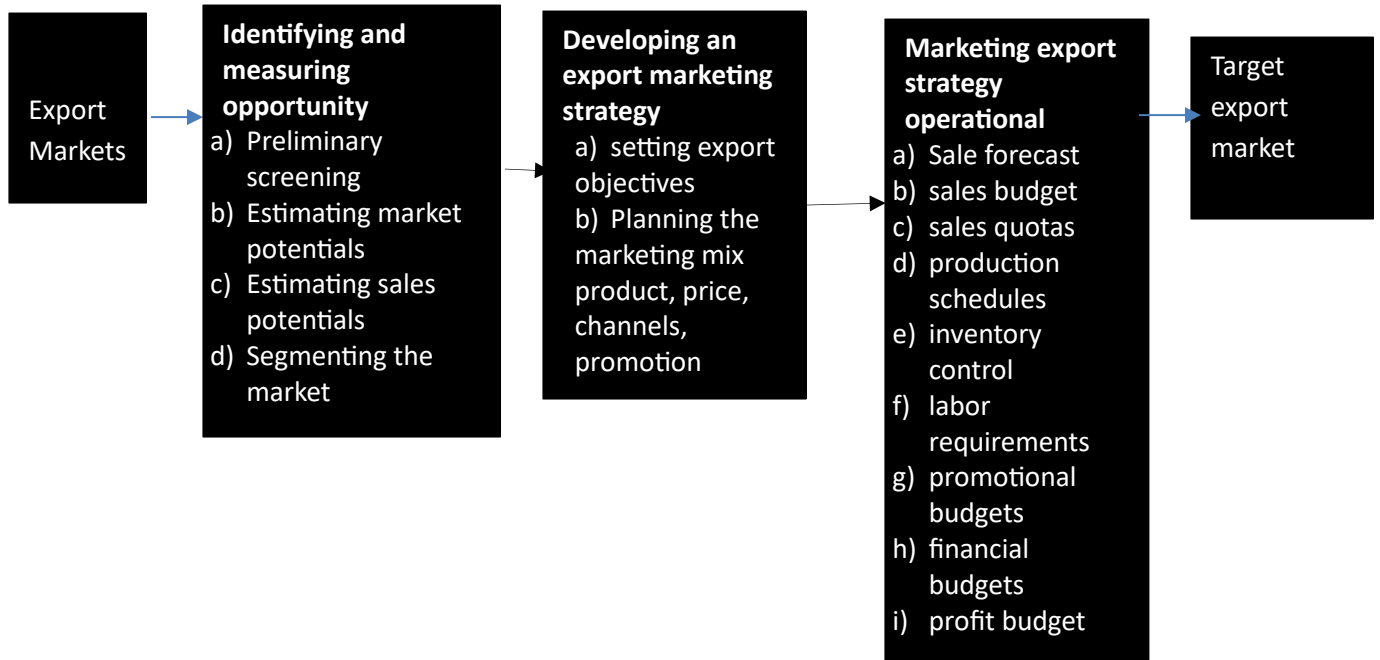 Export
Markets
Identifying and
measuring
opportunity
a) Preliminary
screening
b) Estimating market
potentials
c) Estimating sales
potentials
d) Segmenting the
market
Developing an
export marketing
strategy
a) setting export
objectives
b) Planning the
marketing mix
product, price,
channels,
promotion
Marketing export
strategy
operational
a) Sale forecast
b) sales budget
c) sales quotas
d) production
schedules
e) inventory
control
f) labor
requirements
g) promotional
budgets
h) financial
budgets
i) profit budget
Target
export
market